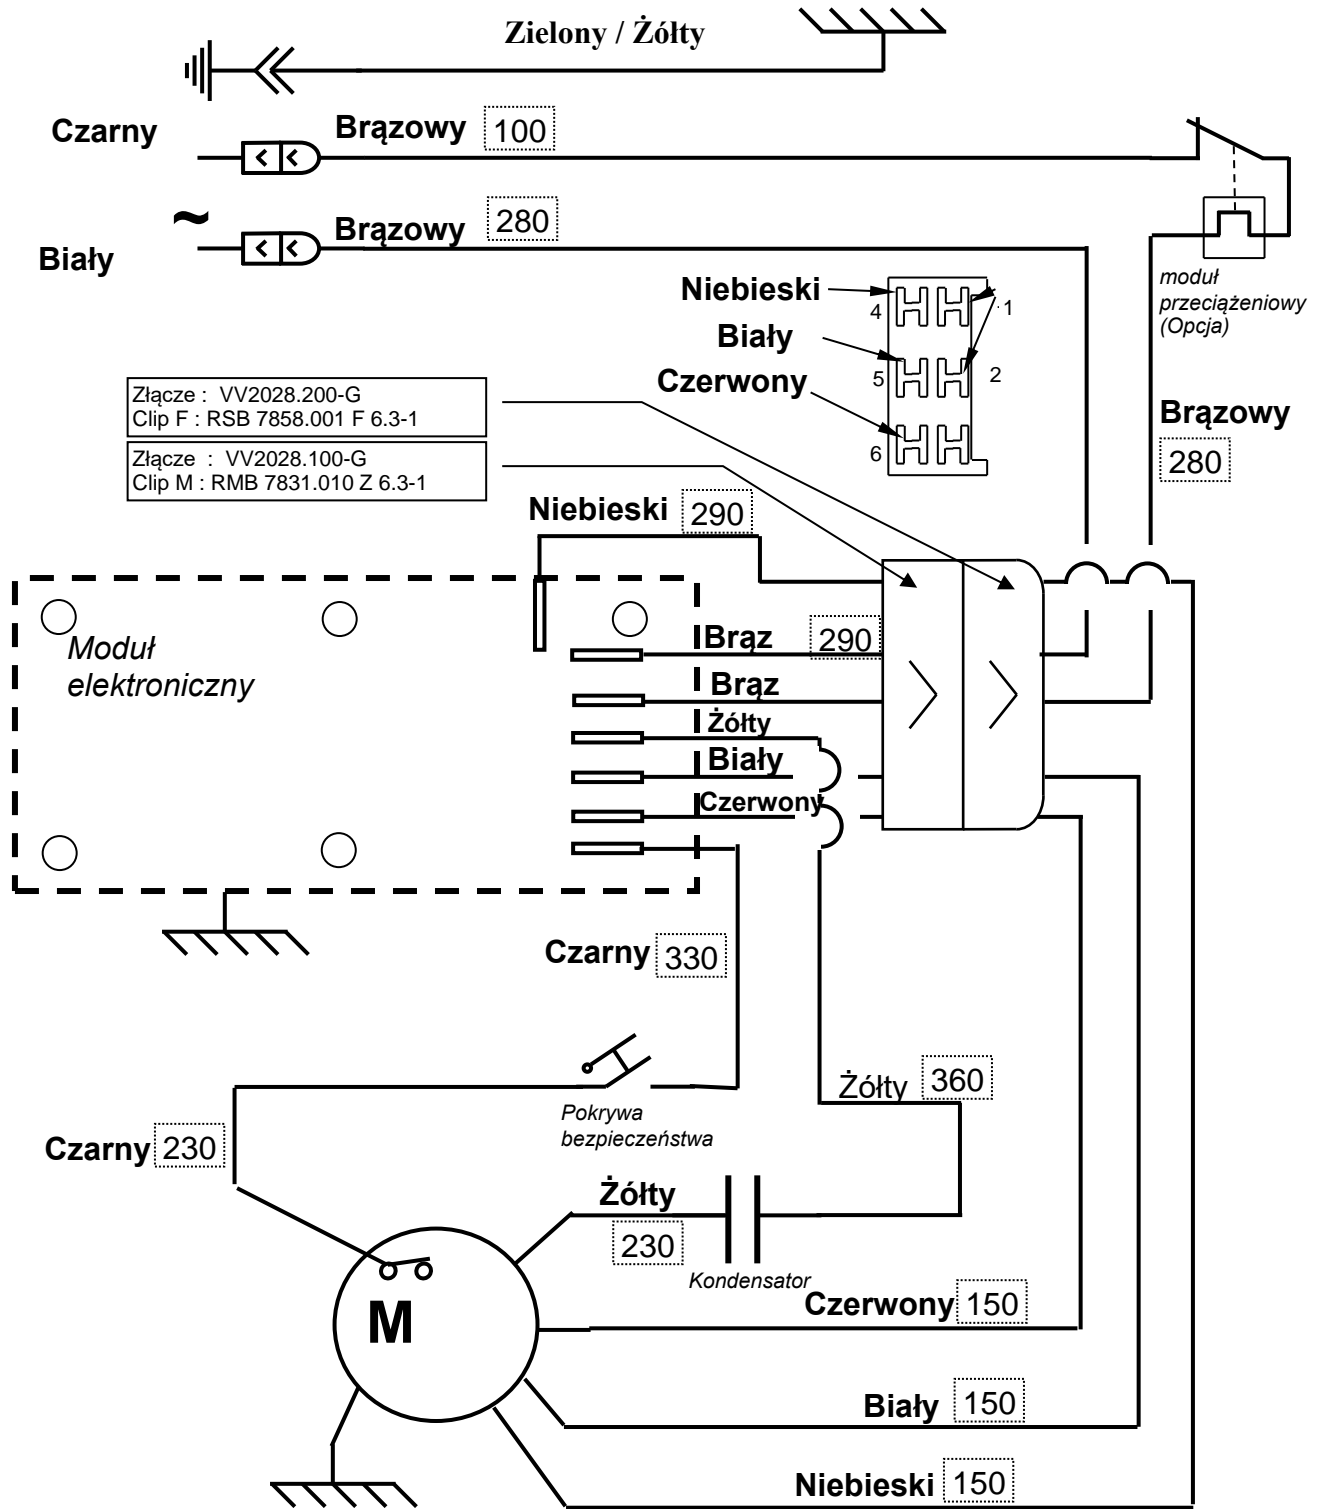 Zielony / Żółty
Czarny
Brązowy 100
~
Brązowy 280
Biały
moduł
przeciążeniowy
(Opcja)
Niebieski
4
1
Biały
5
2
Czerwony
6
Złącze : VV2028.200-G
Clip F : RSB 7858.001 F 6.3-1
Złącze : VV2028.100-G
Clip M : RMB 7831.010 Z 6.3-1
Brązowy
280
Niebieski 290
Moduł
elektroniczny
Brąz 290
Brąz
Żółty
Biały
Czerwony
Czarny 330
Pokrywa
bezpieczeństwa
Żółty 360
Czarny 230
Żółty
230
Kondensator
Czerwony 150
M
Biały 150
Niebieski 150